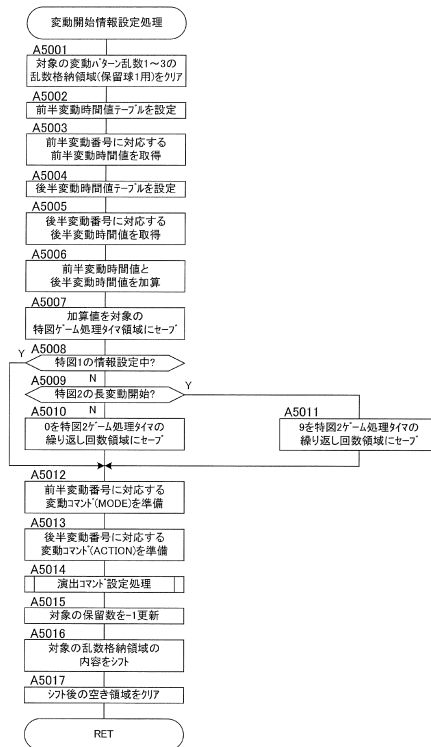 変動開始情報設定処理
A5001
対象の変動ﾊﾟﾀｰﾝ乱数1～3の
乱数格納領域(保留球1用)をｸﾘｱ
A5002
前半変動時間値ﾃｰﾌﾞﾙを設定
A5003
前半変動番号に対応する
前半変動時間値を取得
A5004
後半変動時間値ﾃｰﾌﾞﾙを設定
A5005
後半変動番号に対応する
後半変動時間値を取得
A5006
前半変動時間値と
後半変動時間値を加算
A5007
加算値を対象の
特図ｹﾞｰﾑ処理ﾀｲﾏ領域にｾｰﾌﾞ
A5008
Y
特図1の情報設定中?
N
A5009
Y
特図2の長変動開始?
N
A5010
0を特図2ｹﾞｰﾑ処理ﾀｲﾏの
繰り返し回数領域にｾｰﾌﾞ
A5011
9を特図2ｹﾞｰﾑ処理ﾀｲﾏの
繰り返し回数領域にｾｰﾌﾞ
A5012
前半変動番号に対応する
変動ｺﾏﾝﾄﾞ(MODE)を準備
A5013
後半変動番号に対応する
変動ｺﾏﾝﾄﾞ(ACTION)を準備
A5014
演出ｺﾏﾝﾄﾞ設定処理
A5015
対象の保留数を-1更新
A5016
対象の乱数格納領域の
内容をｼﾌﾄ
A5017
ｼﾌﾄ後の空き領域をｸﾘｱ
RET